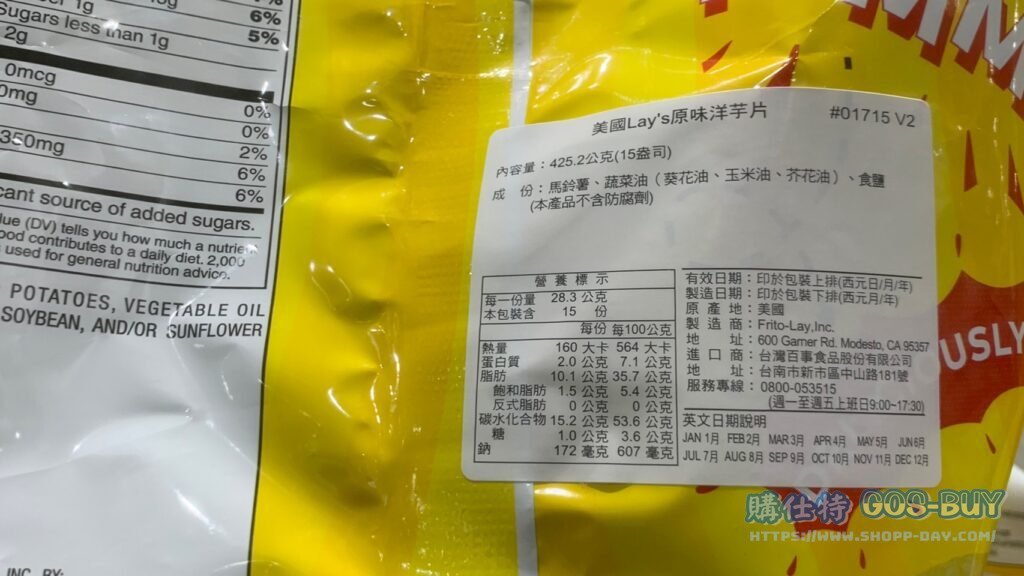 6%
Sugars less than 1g
5%
2g
0mcg
0%
0mg
0%
2%
350mg
6%
6%
cant source of added sugars.
lue (DV) tells you how much a nutrie
ood contributes to a daily diet. 2,000
used for general nutrition advice.
POTATOES, VEGETABLE OIL
SOYBEAN, AND/OR SUNFLOWER
INC. BY:
美國Lay's原味洋芋片 #01715 V2
內容量：425.2公克(15盎司)
成 份：馬鈴薯、蔬菜油（葵花油、玉米油、芥花油）、食鹽
(本產品不含防腐劑)
營養標示
每一份量 28.3 公克
本包裝含 15 份
每份 每100公克
熱量 160 大卡 564 大卡
蛋白質 2.0 公克 7.1 公克
脂肪 10.1 公克 35.7 公克
飽和脂肪 1.5 公克 5.4 公克
反式脂肪 0 公克 0 公克
碳水化合物 15.2 公克 53.6 公克
糖 1.0 公克 3.6 公克
鈉 172 毫克 607 毫克
有效日期：印於包裝上排(西元日/月/年)
製造日期：印於包裝下排(西元月/年)
原產地：美國
製造商：Frito-Lay,Inc.
地 址：600 Garner Rd. Modesto, CA 95357
進口商：台灣百事食品股份有限公司
地 址：台南市新市區中山路181號
服務專線：0800-053515
(週一至週五上班日9:00~17:30)
英文日期說明
JAN 1月 FEB 2月 MAR 3月 APR 4月 MAY 5月 JUN 6月
JUL 7月 AUG 8月 SEP 9月 OCT 10月 NOV 11月 DEC 12月
USLY
購仕特 GOS-BUY
HTTPS://WWW.SHOPP-DAY.COM/